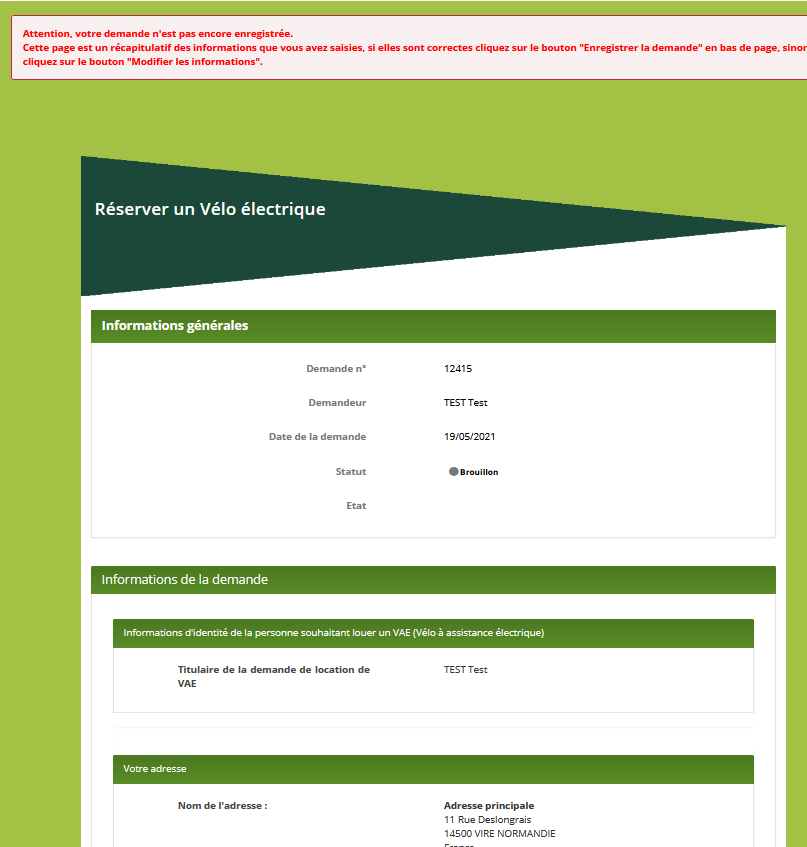 Attention, votre demande n'est pas encore enregistrée.
Cette page est un récapitulatif des informations que vous avez saisies, si elles sont correctes cliquez sur le bouton "Enregistrer la demande" en bas de page, sinon
cliquez sur le bouton "Modifier les informations".
Réserver un Vélo électrique
Informations générales
Demande n° 12415
Demandeur TEST Test
Date de la demande 19/05/2021
Statut Brouillon
Etat
Informations de la demande
Informations d'identité de la personne souhaitant louer un VAE (Vélo à assistance électrique)
Titulaire de la demande de location de TEST Test
VAE
Votre adresse
Nom de l'adresse : Adresse principale
11 Rue Deslongrais
14500 VIRE NORMANDIE
France